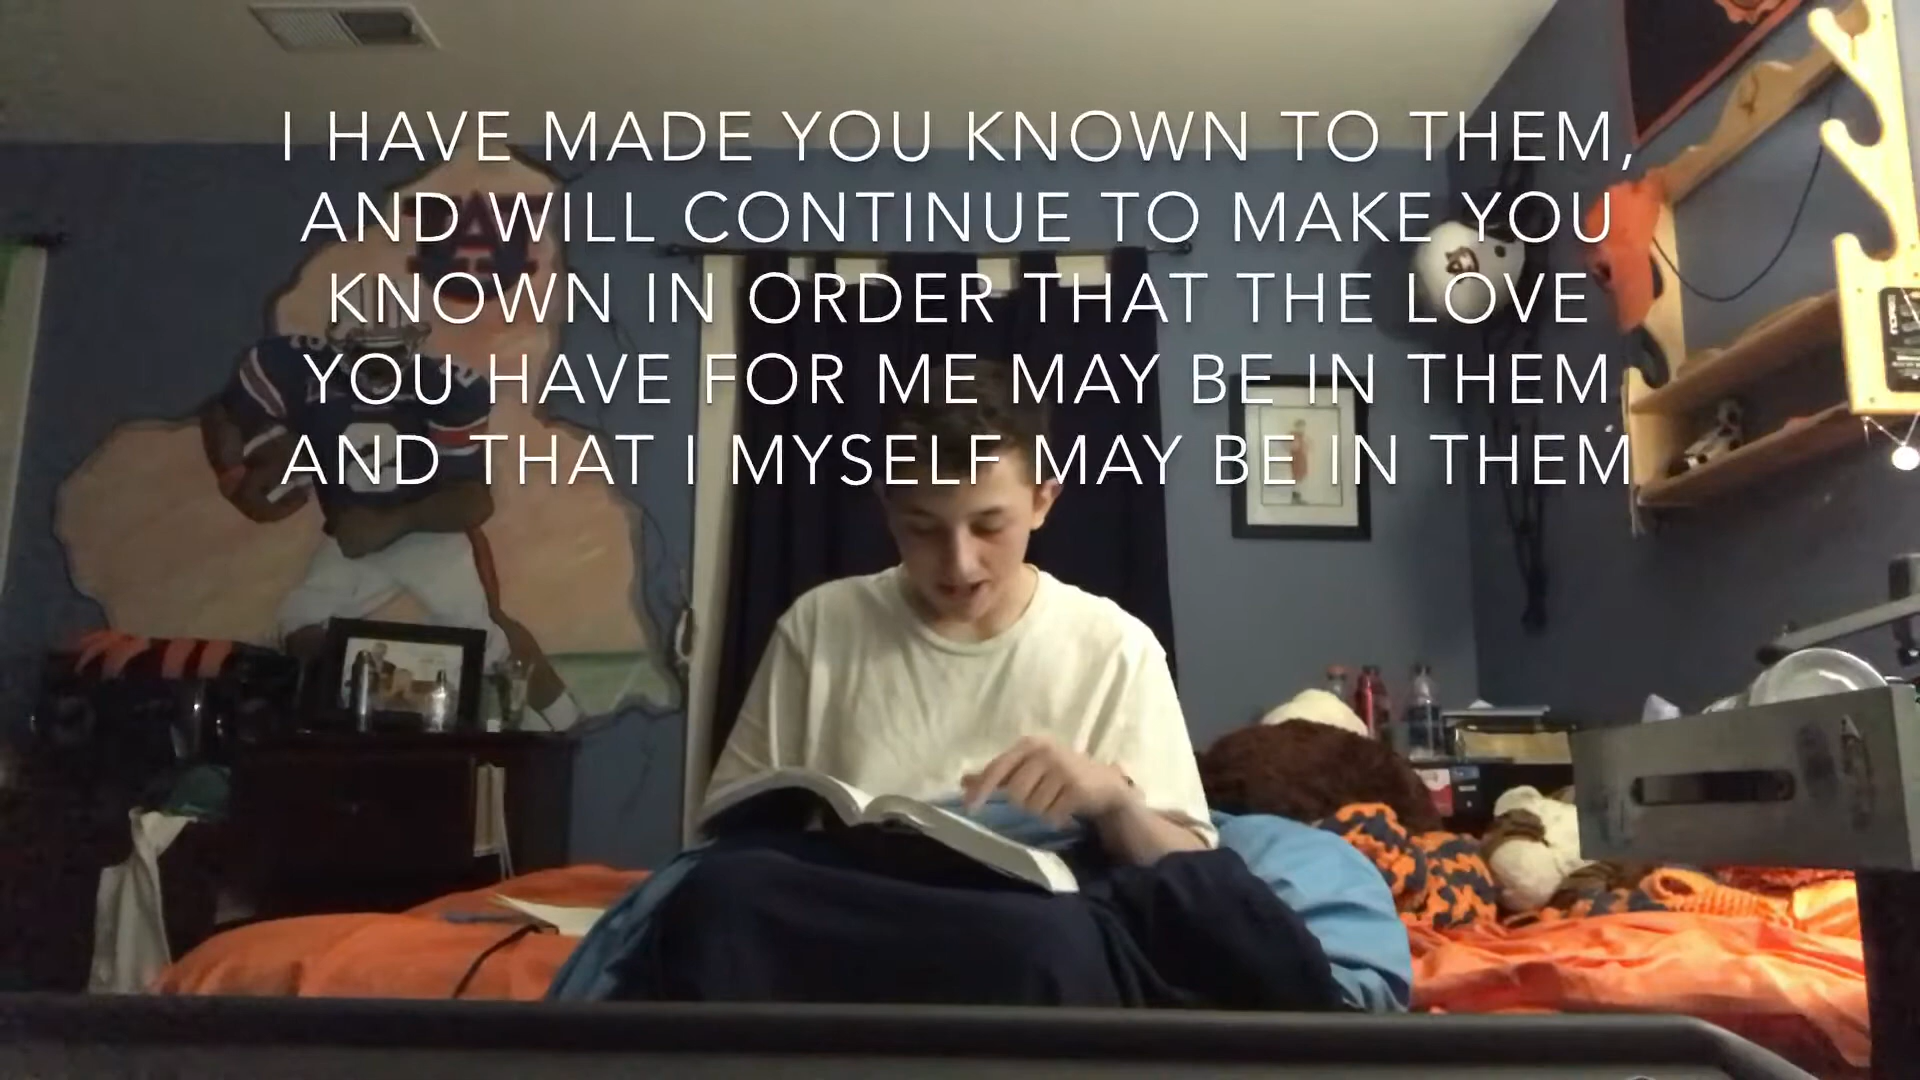 I HAVE MADE YOU KNOWN TO THEM,
AND WILL CONTINUE TO MAKE YOU
KNOWN IN ORDER THAT THE LOVE
YOU HAVE FOR ME MAY BE IN THEM
AND THAT I MYSELF MAY BE IN THEM